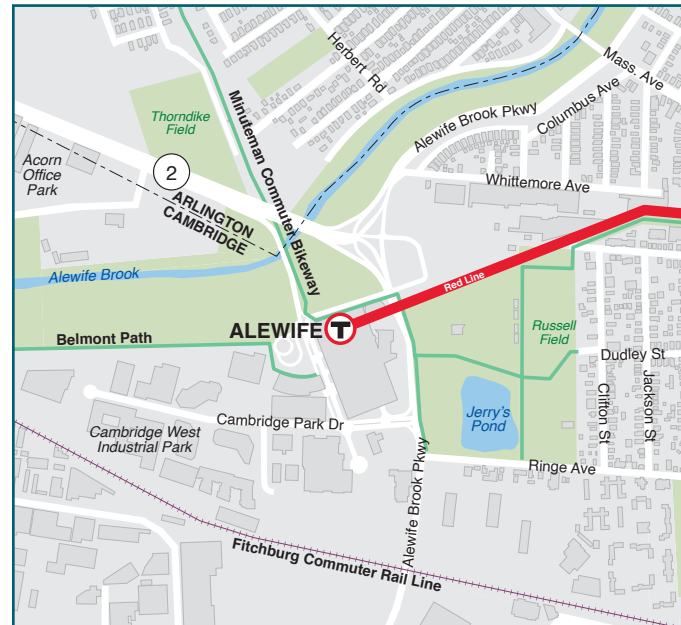 Herbert Rd
Mass. Ave
Columbus Ave
Alewife Brook Pkwy
Minuteman Commuter Bikeway
Thorndike
Field
Acorn
Office
Park
2
ARLINGTON
CAMBRIDGE
Whittemore Ave
Alewife Brook
Red Line
ALEWIFE T
Belmont Path
Russell
Field
Dudley St
Clifton St
Jackson St
Jerry's
Pond
Cambridge Park Dr
Cambridge West
Industrial Park
Ringe Ave
Alewife Brook Pkwy
Fitchburg Commuter Rail Line